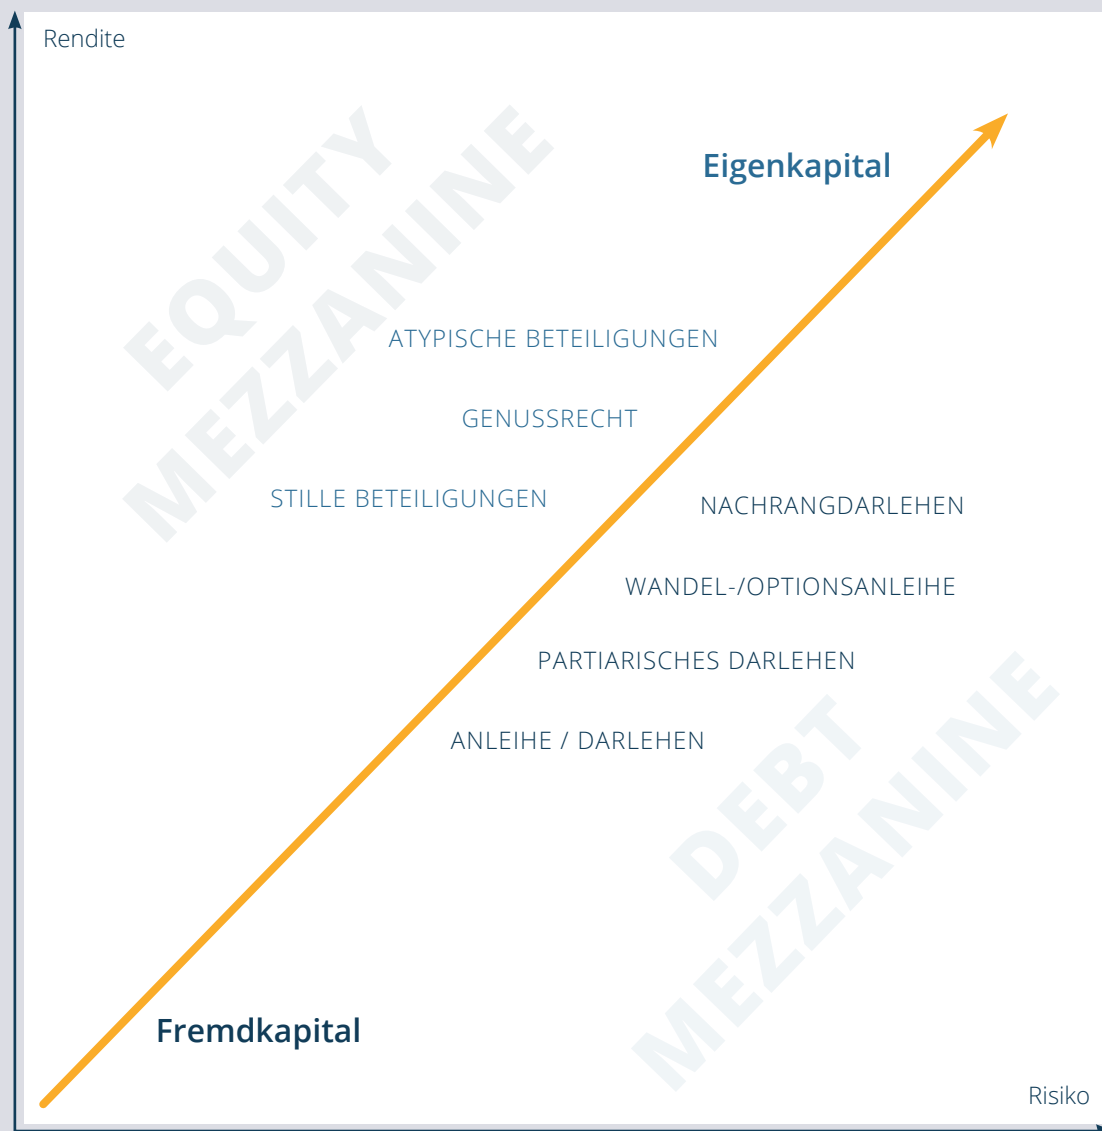 Rendite
Eigenkapital
EQUITY
MEZZANINE
ATYPISCHE BETEILIGUNGEN
GENUSSRECHT
STILLE BETEILIGUNGEN
NACHRANGDARLEHEN
WANDEL-/OPTIONSANLEIHE
PARTIARISCHES DARLEHEN
ANLEIHE / DARLEHEN
DEBT
MEZZANINE
Fremdkapital
Risiko